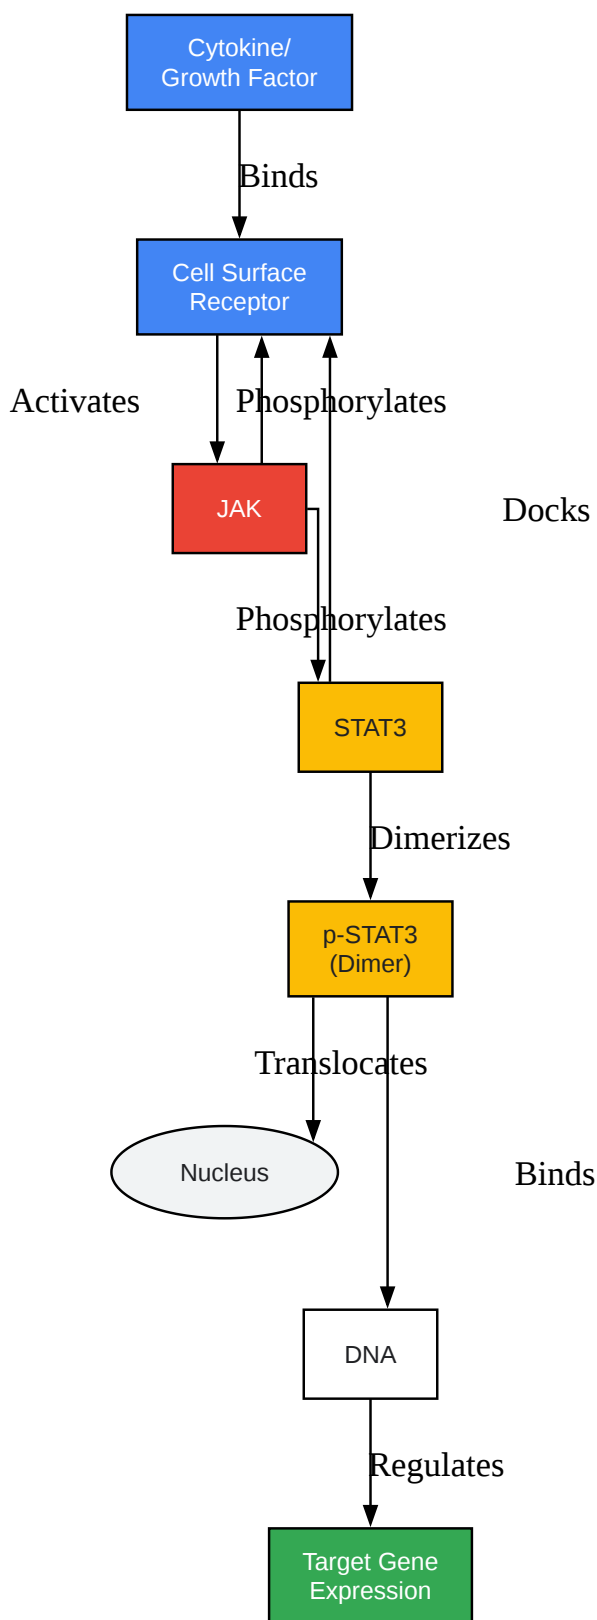 Cytokine/
Growth Factor
Binds
Cell Surface
Receptor
Activates
Phosphorylates
JAK
Docks
Phosphorylates
STAT3
Dimerizes
p-STAT3
(Dimer)
Translocates
Nucleus
Binds
DNA
Regulates
Target Gene
Expression